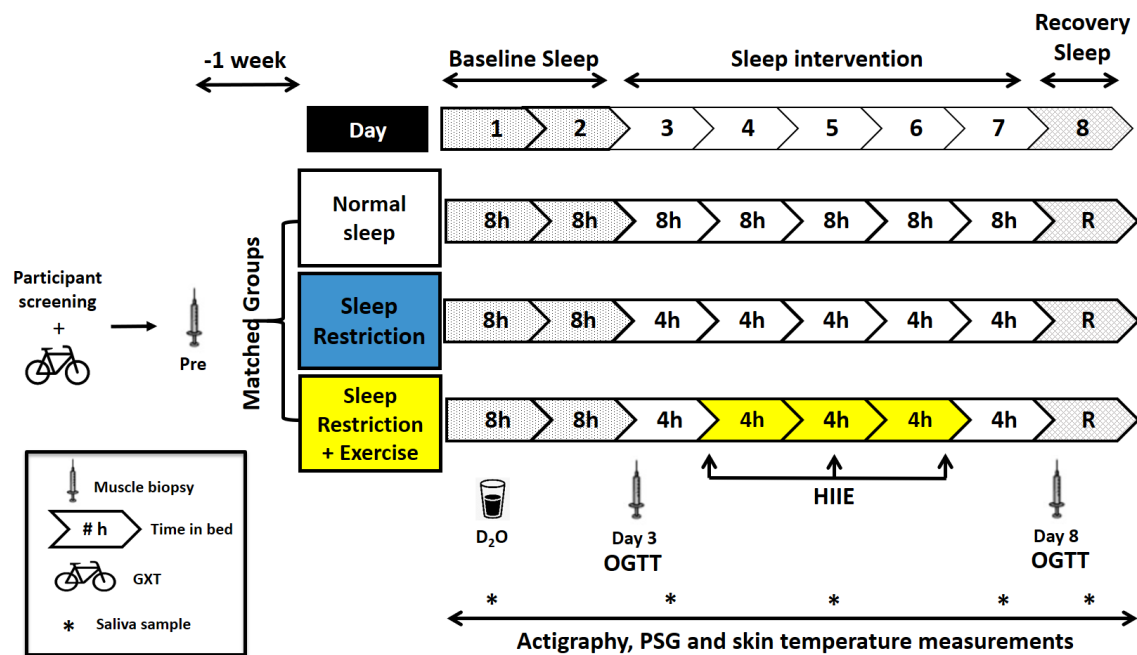 -1 week
Baseline Sleep
Sleep intervention
Recovery
Sleep
Day
1
2
3
4
5
6
7
8
Participant
screening
+
Pre
Matched Groups
Normal
sleep
8h
8h
8h
8h
8h
8h
8h
R
Sleep
Restriction
8h
8h
4h
4h
4h
4h
4h
R
Sleep
Restriction
+ Exercise
8h
8h
4h
4h
4h
4h
4h
R
HIIE
D₂O
Day 3
OGTT
Day 8
OGTT
* * * * *
Actigraphy, PSG and skin temperature measurements
Muscle biopsy
# h
Time in bed
GXT
* Saliva sample